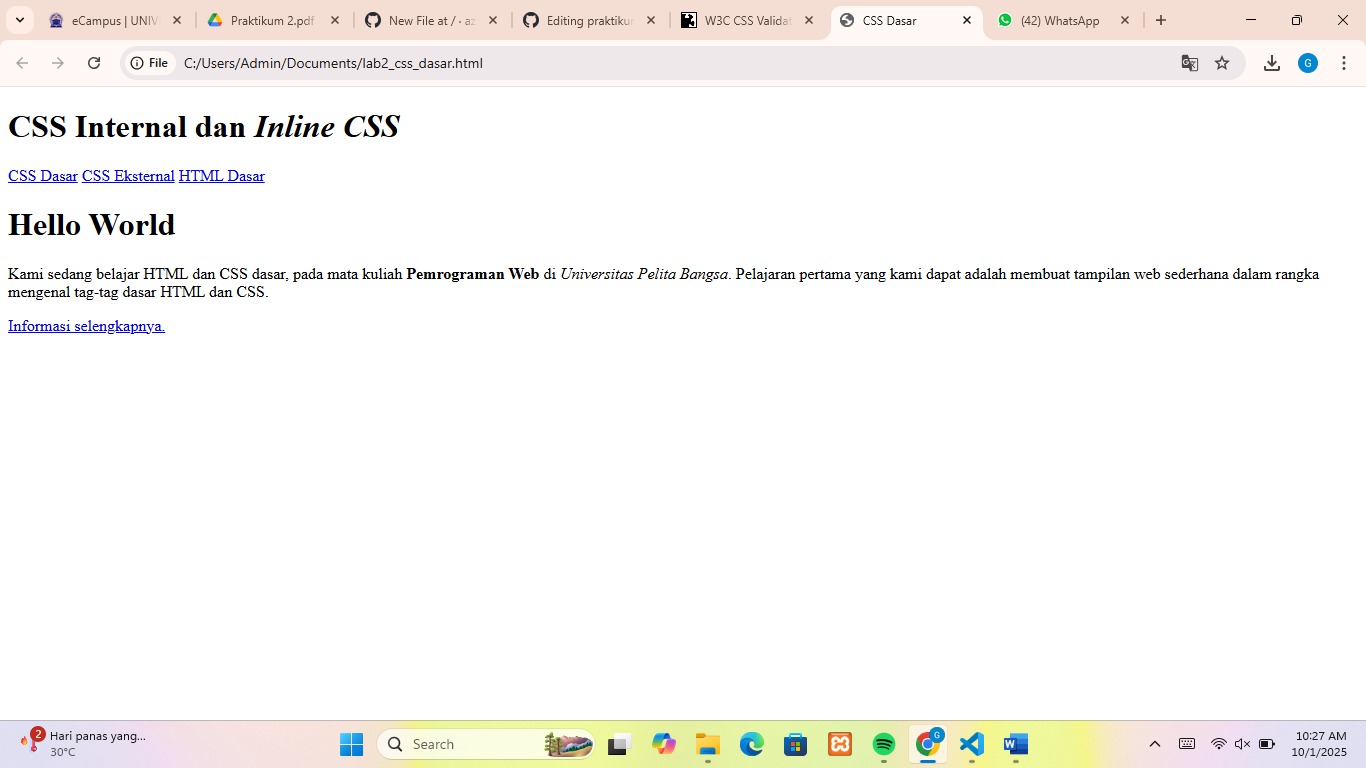 eCampus | UNIV
Praktikum 2.pdf
New File at / · az
Editing praktikum
W3C CSS Validat
CSS Dasar
(42) WhatsApp
File
C:/Users/Admin/Documents/lab2_css_dasar.html
G
CSS Internal dan Inline CSS
CSS Dasar CSS Eksternal HTML Dasar
Hello World
Kami sedang belajar HTML dan CSS dasar, pada mata kuliah Pemrograman Web di Universitas Pelita Bangsa. Pelajaran pertama yang kami dapat adalah membuat tampilan web sederhana dalam rangka
mengenal tag-tag dasar HTML dan CSS.
Informasi selengkapnya.
2
Hari panas yang...
30°C
Search
G
10:27 AM
10/1/2025